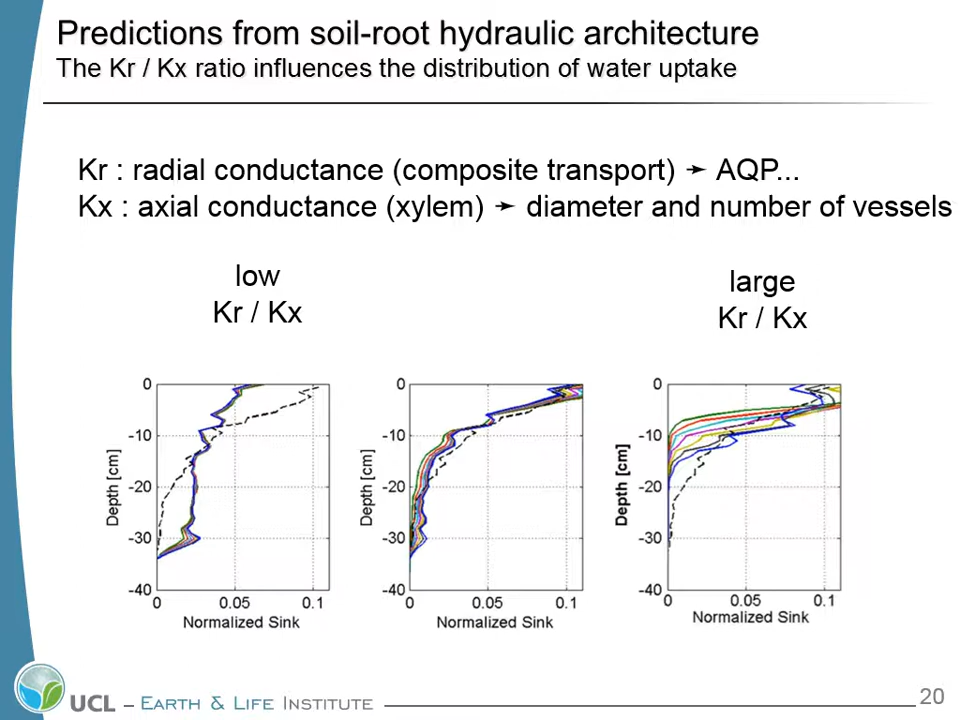 Predictions from soil-root hydraulic architecture
The Kr / Kx ratio influences the distribution of water uptake
Kr : radial conductance (composite transport) ➛ AQP...
Kx : axial conductance (xylem) ➛ diameter and number of vessels
low
Kr / Kx
large
Kr / Kx
0
-10
-20
-30
-40
Depth [cm]
0 0.05 0.1
Normalized Sink
0
-10
-20
-30
-40
Depth [cm]
0 0.05 0.1
Normalized Sink
0
-10
-20
-30
-40
Depth [cm]
0 0.05 0.1
Normalized Sink
UCL – EARTH & LIFE INSTITUTE
20